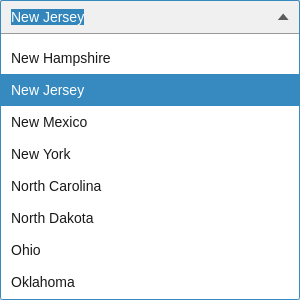 New Jersey
New Hampshire
New Jersey
New Mexico
New York
North Carolina
North Dakota
Ohio
Oklahoma